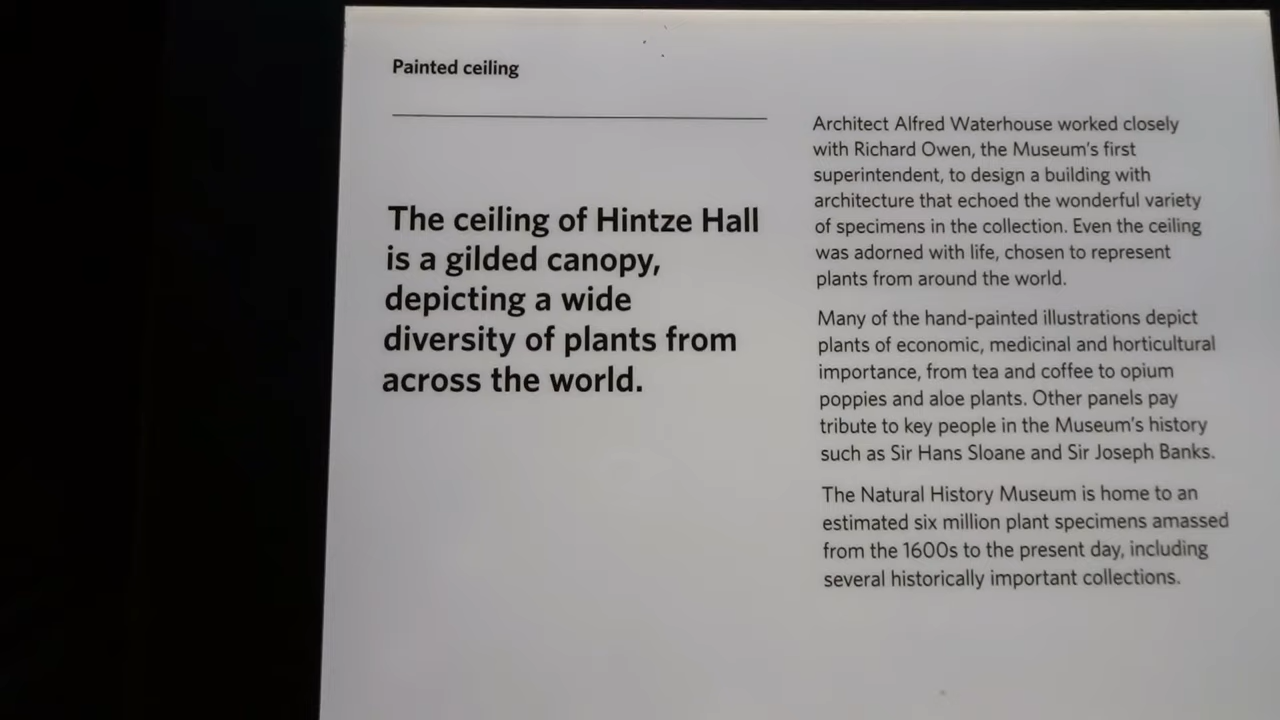 Painted ceiling
The ceiling of Hintze Hall
is a gilded canopy,
depicting a wide
diversity of plants from
across the world.
Architect Alfred Waterhouse worked closely
with Richard Owen, the Museum's first
superintendent, to design a building with
architecture that echoed the wonderful variety
of specimens in the collection. Even the ceiling
was adorned with life, chosen to represent
plants from around the world.
Many of the hand-painted illustrations depict
plants of economic, medicinal and horticultural
importance, from tea and coffee to opium
poppies and aloe plants. Other panels pay
tribute to key people in the Museum's history
such as Sir Hans Sloane and Sir Joseph Banks.
The Natural History Museum is home to an
estimated six million plant specimens amassed
from the 1600s to the present day, including
several historically important collections.